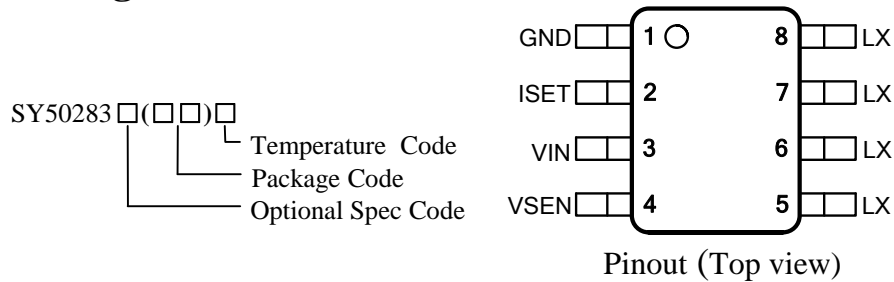 SY50283□(□□)□
Temperature Code
Package Code
Optional Spec Code
GND 1 8 LX
ISET 2 7 LX
VIN 3 6 LX
VSEN 4 5 LX
Pinout (Top view)